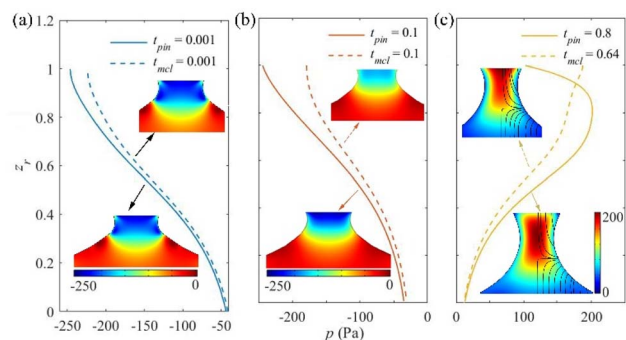 (a)
t_pin = 0.001
t_mcl = 0.001
1.2
1
0.8
0.6
0.4
0.2
0
z_r
-250
0
-250 -200 -150 -100 -50
(b)
t_pin = 0.1
t_mcl = 0.1
-250
0
-200 -100 0
p (Pa)
(c)
t_pin = 0.8
t_mcl = 0.64
200
0
0 100 200